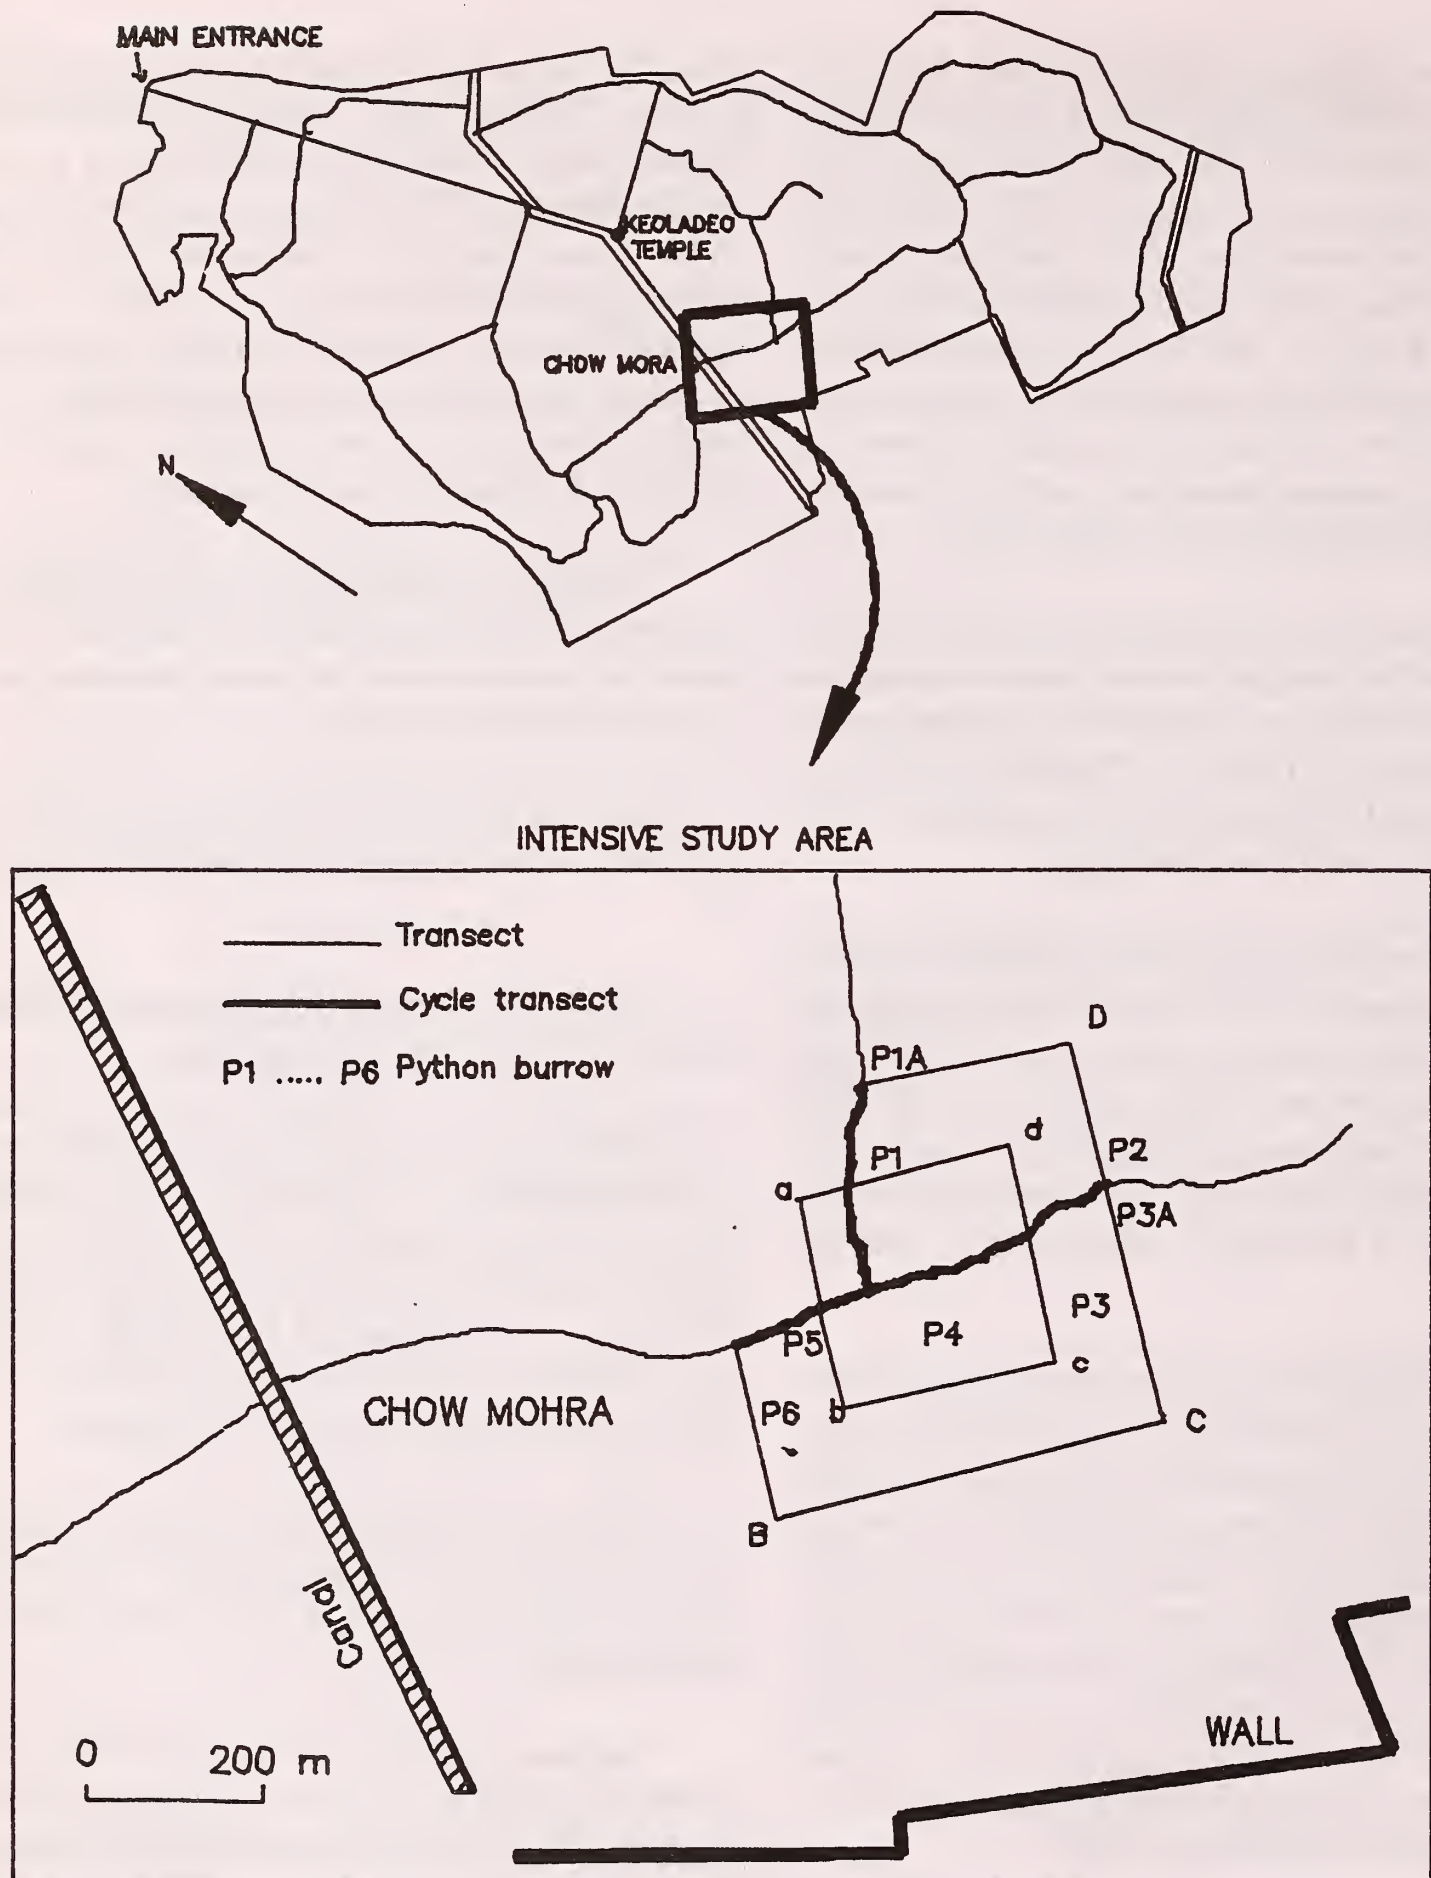 MAIN ENTRANCE
KEOLADEO
TEMPLE
CHOW MORA
N
INTENSIVE STUDY AREA
Transect
Cycle transect
P1 ..... P6 Python burrow
D
P1A
d
P1
P2
a
P3A
P3
P5
P4
c
CHOW MOHRA
P6
b
C
B
Canal
WALL
0 200 m